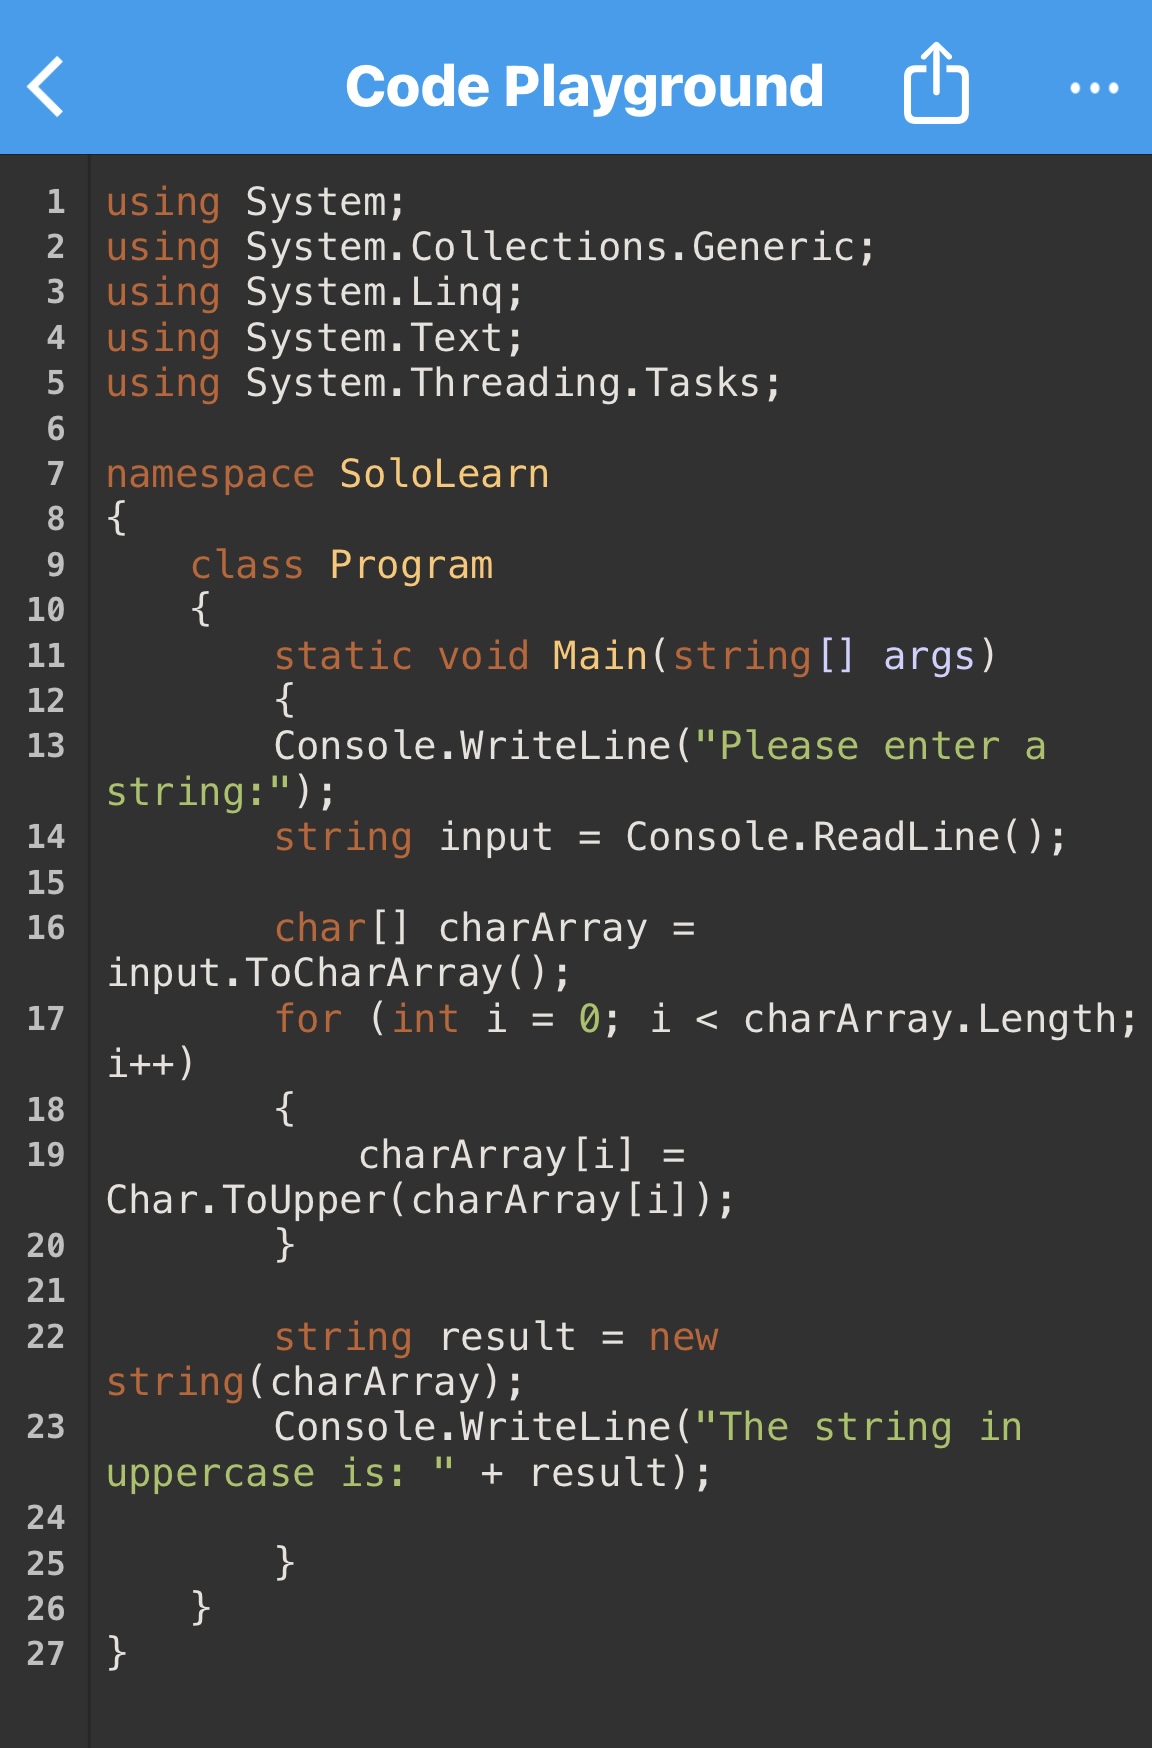 Code Playground
1 using System;
2 using System.Collections.Generic;
3 using System.Linq;
4 using System.Text;
5 using System.Threading.Tasks;
6
7 namespace SoloLearn
8 {
9     class Program
10     {
11         static void Main(string[] args)
12         {
13         Console.WriteLine("Please enter a
string:");
14         string input = Console.ReadLine();
15
16         char[] charArray =
input.ToCharArray();
17         for (int i = 0; i < charArray.Length;
i++)
18         {
19             charArray[i] =
Char.ToUpper(charArray[i]);
20         }
21
22         string result = new
string(charArray);
23         Console.WriteLine("The string in
uppercase is: " + result);
24
25         }
26     }
27 }